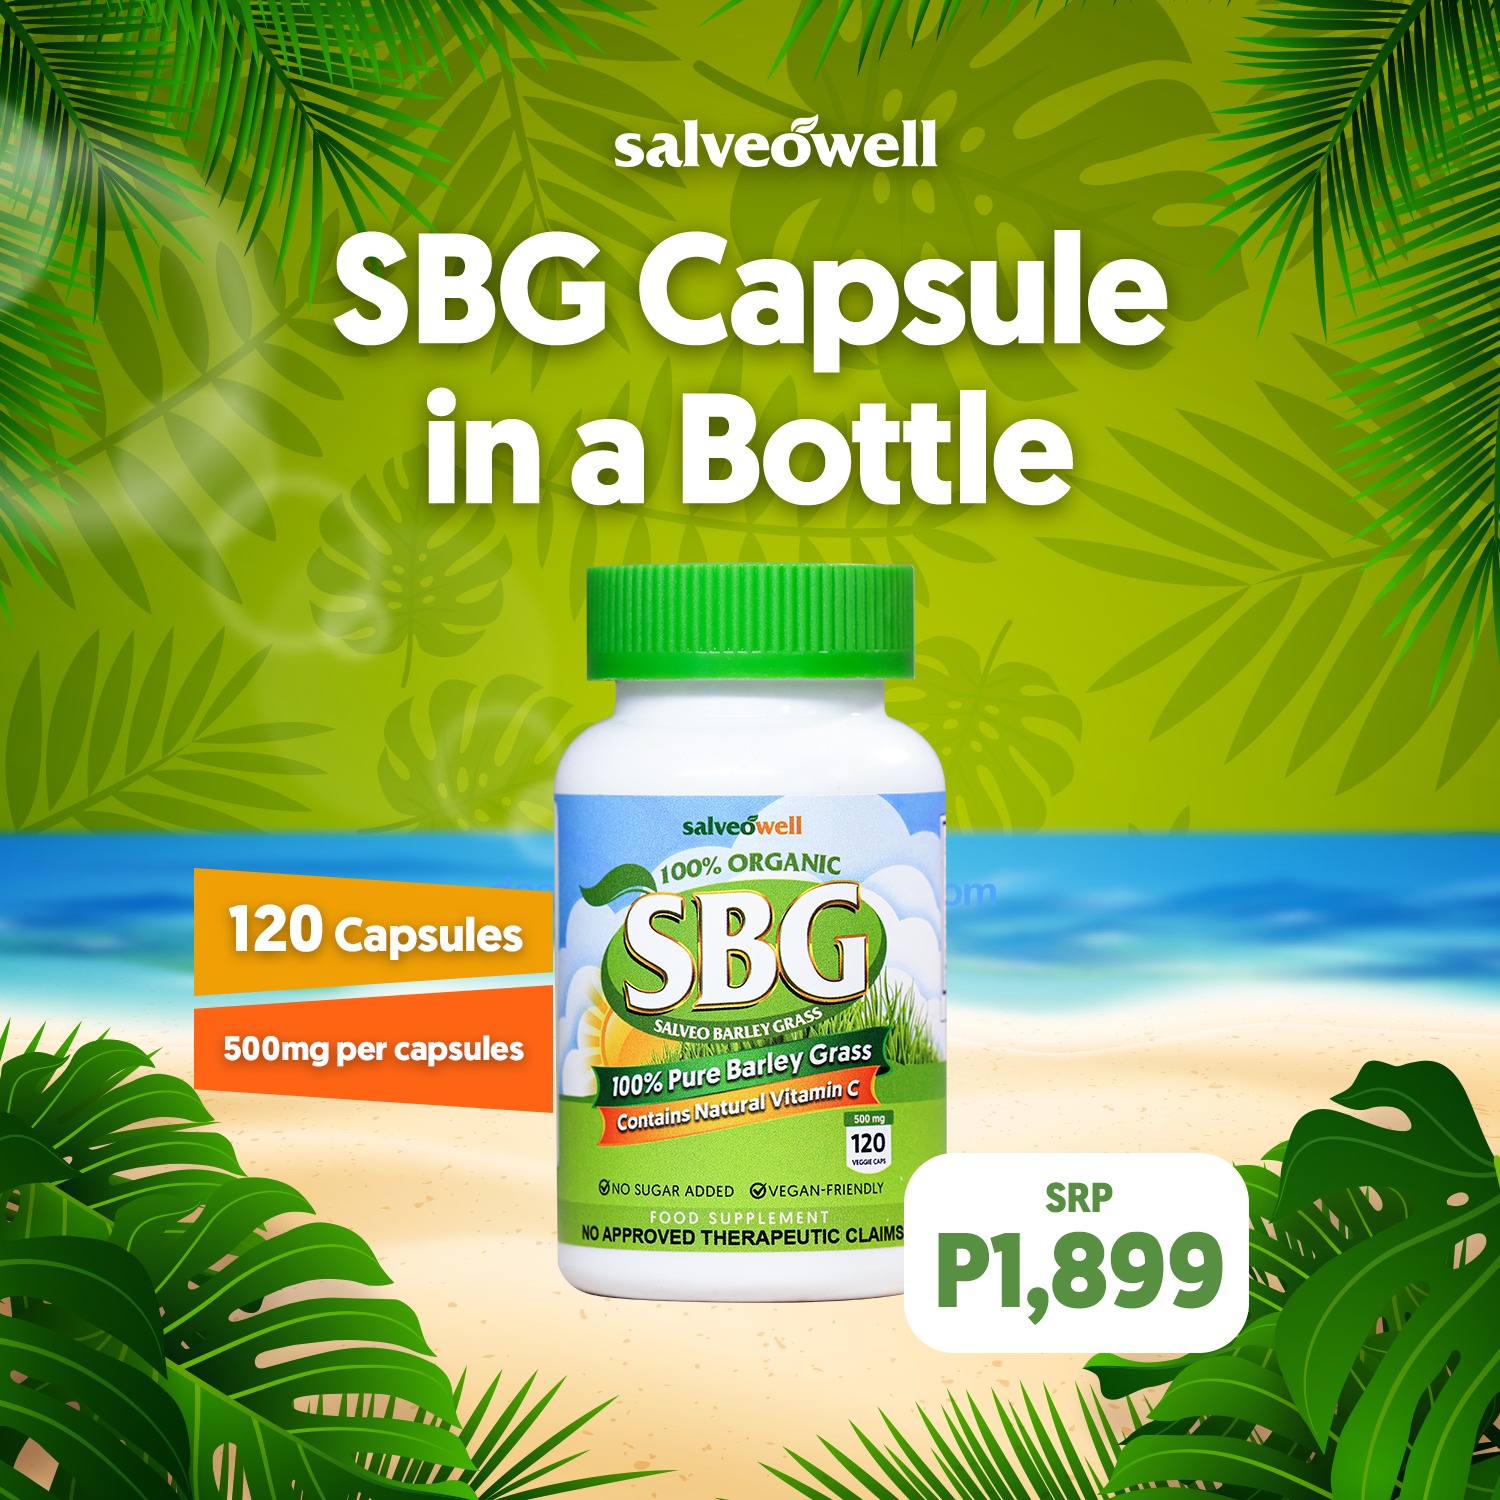 salveowell
SBG Capsule
in a Bottle
salveowell
100% ORGANIC
SBG
SALVEO BARLEY GRASS
100% Pure Barley Grass
Contains Natural Vitamin C
500 mg
120
VEGGIE CAPS
NO SUGAR ADDED VEGAN-FRIENDLY
FOOD SUPPLEMENT
NO APPROVED THERAPEUTIC CLAIMS
120 Capsules
500mg per capsules
SRP
P1,899